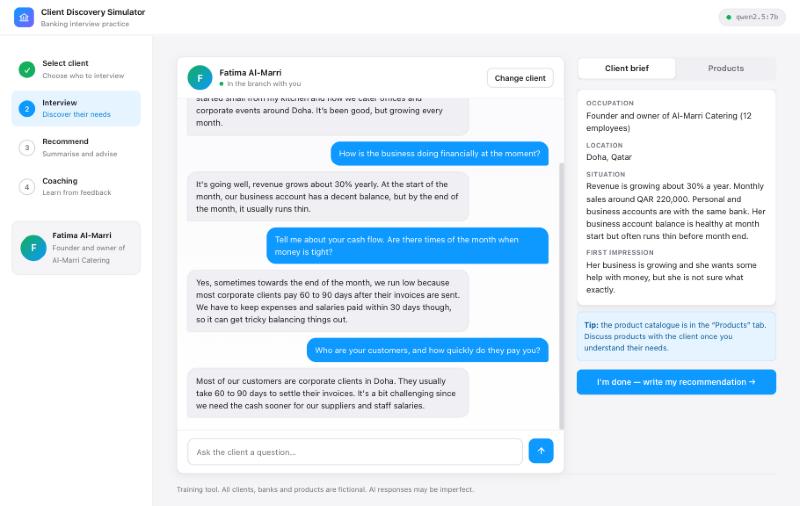 Client Discovery Simulator
Banking interview practice
qwen2.5:7b
Select client
Choose who to interview
2
Interview
Discover their needs
3
Recommend
Summarise and advise
4
Coaching
Learn from feedback
F
Fatima Al-Marri
Founder and owner of
Al-Marri Catering
F
Fatima Al-Marri
In the branch with you
Change client
started small from my kitchen and now we cater offices and
corporate events around Doha. It's been good, but growing every
month.
How is the business doing financially at the moment?
It's going well, revenue grows about 30% yearly. At the start of the
month, our business account has a decent balance, but by the end of
the month, it usually runs thin.
Tell me about your cash flow. Are there times of the month when
money is tight?
Yes, sometimes towards the end of the month, we run low because
most corporate clients pay 60 to 90 days after their invoices are sent.
We have to keep expenses and salaries paid within 30 days though,
so it can get tricky balancing things out.
Who are your customers, and how quickly do they pay you?
Most of our customers are corporate clients in Doha. They usually
take 60 to 90 days to settle their invoices. It's a bit challenging since
we need the cash sooner for our suppliers and staff salaries.
Ask the client a question...
Client brief
Products
OCCUPATION
Founder and owner of Al-Marri Catering (12
employees)
LOCATION
Doha, Qatar
SITUATION
Revenue is growing about 30% a year. Monthly
sales around QAR 220,000. Personal and
business accounts are with the same bank. Her
business account balance is healthy at month
start but often runs thin before month end.
FIRST IMPRESSION
Her business is growing and she wants some
help with money, but she is not sure what
exactly.
Tip: the product catalogue is in the "Products" tab.
Discuss products with the client once you
understand their needs.
I'm done — write my recommendation →
Training tool. All clients, banks and products are fictional. AI responses may be imperfect.